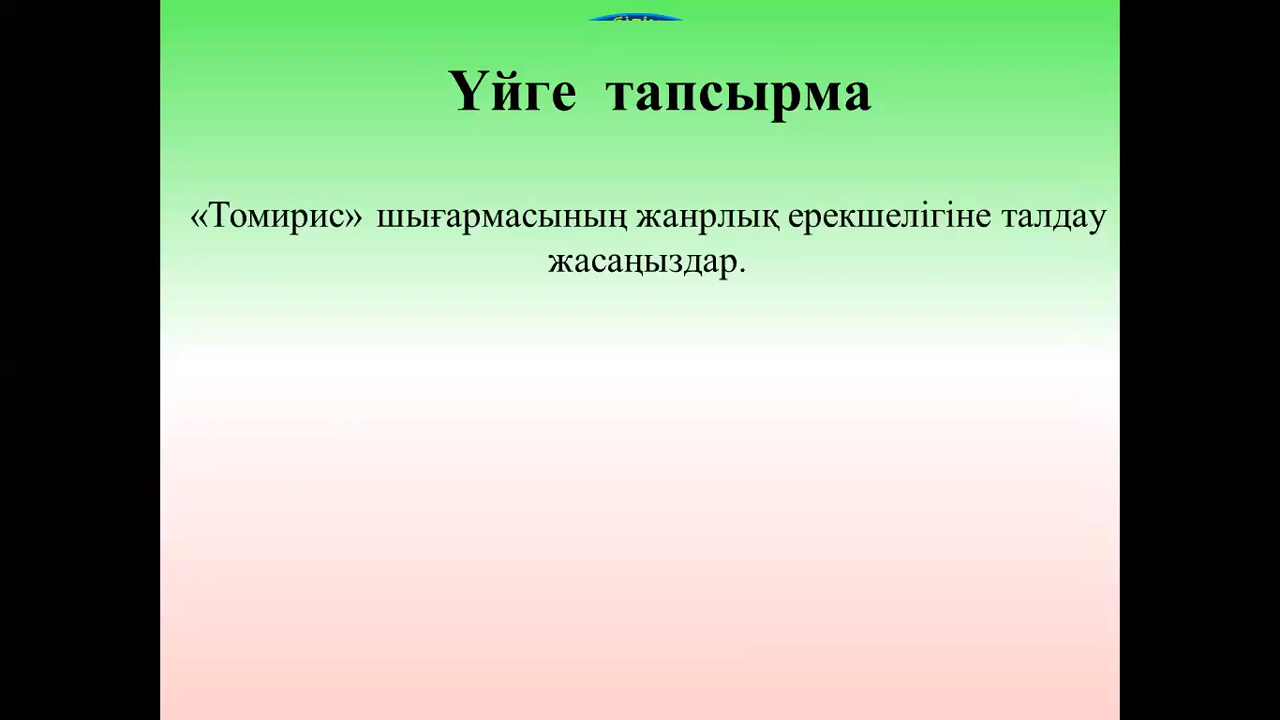 Үйге тапсырма
«Томирис» шығармасының жанрлық ерекшелігіне талдау
жасаңыздар.